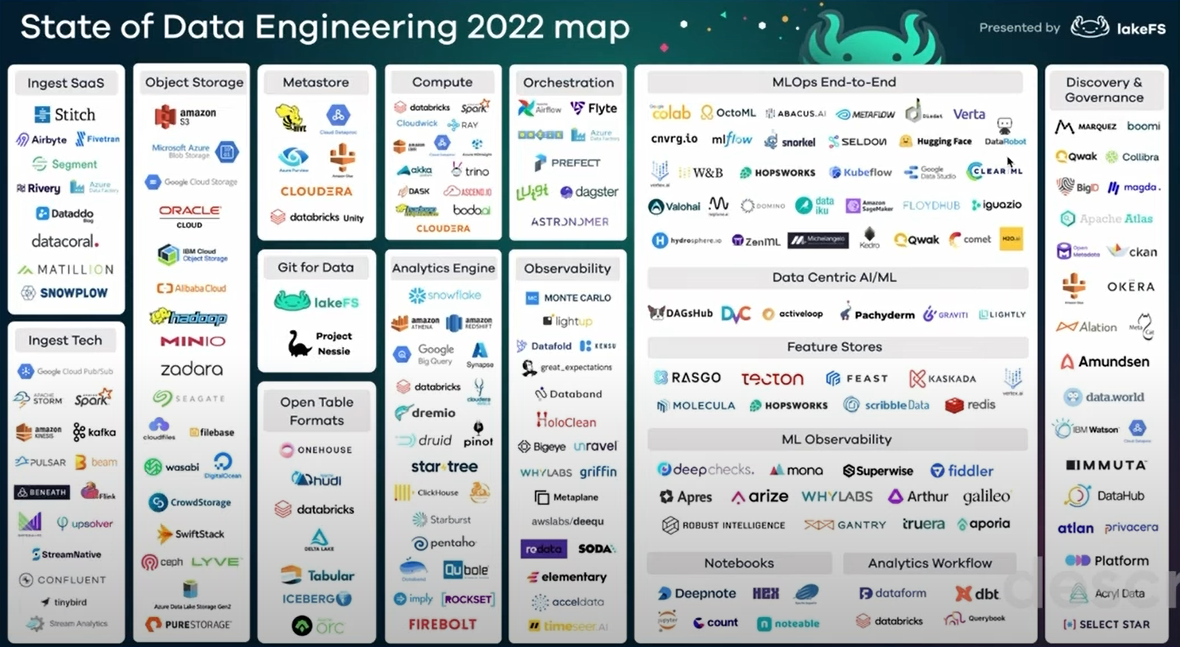 State of Data Engineering 2022 map
Presented by lakeFS
Ingest SaaS
Stitch
Airbyte Fivetran
Segment
Rivery Azure Data Factory
Dataddo Blog
datacoral.
MATILLION
SNOWPLOW
Ingest Tech
Google Cloud Pub/Sub
APACHE STORM Spark
amazon KINESIS kafka
PULSAR beam
BENEATH Flink
upsolver
StreamNative
CONFLUENT
tinybird
Stream Analytics
Object Storage
amazon S3
Microsoft Azure
Blob Storage
Google Cloud Storage
ORACLE
CLOUD
IBM Cloud
Object Storage
Alibaba Cloud
hadoop
MINIO
zadara
SEAGATE
cloudfiles filebase
wasabi DigitalOcean
CrowdStorage
SwiftStack
ceph LYVE
Azure Data Lake Storage Gen2
PURESTORAGE
Metastore
HIVE Cloud Dataproc
CLOUDERA
databricks Unity
Git for Data
lakeFS
Project
Nessie
Open Table
Formats
ONEHOUSE
hudi
databricks
DELTA LAKE
Tabular
ICEBERG
orc
Compute
databricks Spark
Cloudwick RAY
akka trino
DASK ASCEND.IO
hadoop bodo.ai
CLOUDERA
Analytics Engine
snowflake
amazon ATHENA amazon REDSHIFT
Google
Big Query Synapse
databricks
dremio
druid pinot
star tree
ClickHouse
Starburst
pentaho
Qubole
imply ROCKSET
FIREBOLT
Orchestration
Airflow Flyte
Azure Data Factory
PREFECT
Luigi dagster
ASTRONOMER
Observability
MONTE CARLO
lightup
Datafold KENSU
great_expectations
Databand
HoloClean
Bigeye unravel
WHYLABS griffin
Metaplane
awslabs/deequ
rodata SODA
elementary
acceldata
timeseer.AI
MLOps End-to-End
Google colab OctoML ABACUS.AI METAFLOW Verta
cnvrg.io mlflow snorkel SELDON Hugging Face DataRobot
vertex.ai W&B HOPSWORKS Kubeflow Google Data Studio CLEAR ML
Valohai DOMINO data iku Amazon SageMaker FLOYDHUB iguazio
hydrosphere.io ZenML Michelangelo Kedro Qwak comet H2O.ai
Data Centric AI/ML
DAGsHub DVC activeloop Pachyderm GRAVITI LIGHTLY
Feature Stores
RASGO TECTON FEAST KASKADA vertex.ai
MOLECULA HOPSWORKS scribbleData redis
ML Observability
deepchecks. mona Superwise fiddler
Apres arize WHYLABS Arthur galileo
ROBUST INTELLIGENCE GANTRY truera aporia
Notebooks
Deepnote HEX
jupyter count noteable
Analytics Workflow
dataform dbt
databricks Querybook
Discovery &
Governance
MARQUEZ boomi
Qwak Collibra
BigID magda.
Apache Atlas
Open Metadata ckan
OKERA
Alation Meta Cat
Amundsen
data.world
IBM Watson
IMMUTA
DataHub
atlan privacera
Platform
Acryl Data
SELECT STAR
descr